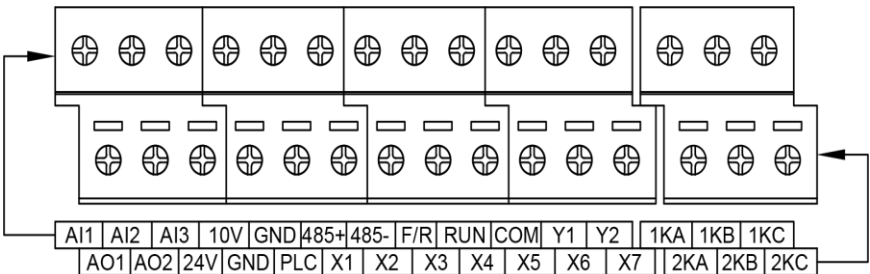 AI1 AI2 AI3 10V GND 485+ 485- F/R RUN COM Y1 Y2 1KA 1KB 1KC
AO1 AO2 24V GND PLC X1 X2 X3 X4 X5 X6 X7 2KA 2KB 2KC